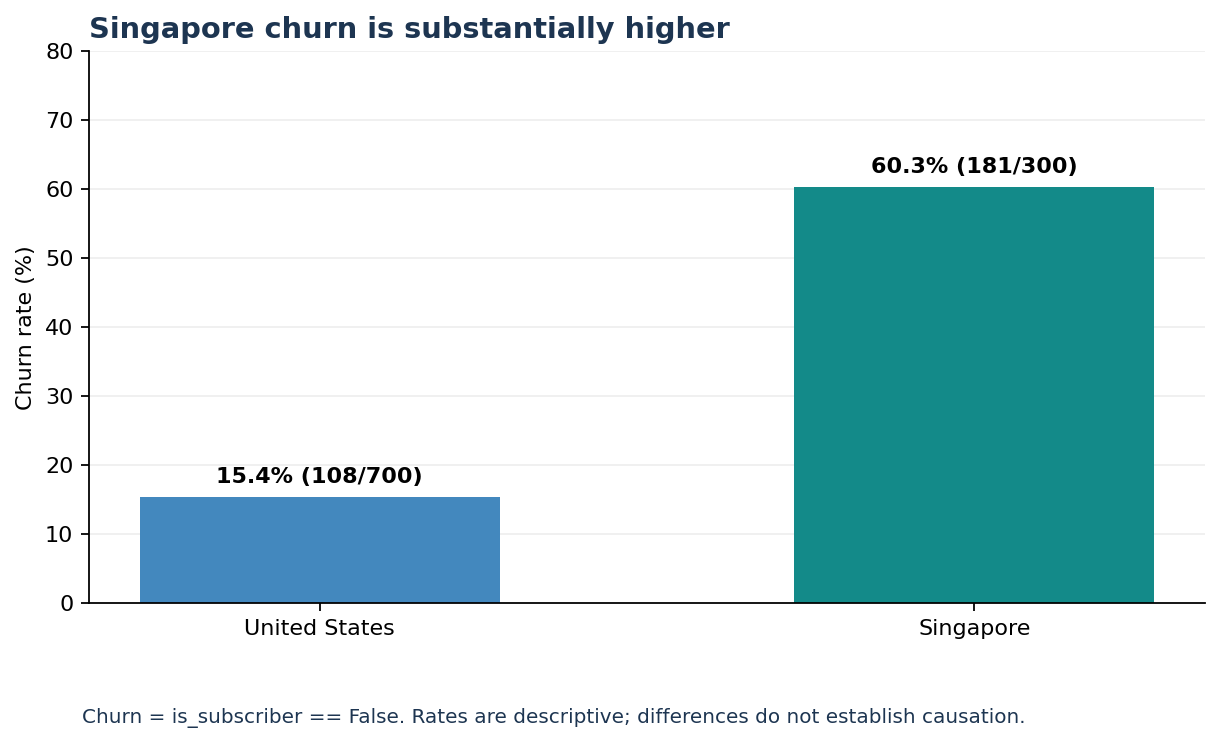 Singapore churn is substantially higher
80
70
60
50
40
30
20
10
0
Churn rate (%)
15.4% (108/700)
60.3% (181/300)
United States
Singapore
Churn = is_subscriber == False. Rates are descriptive; differences do not establish causation.